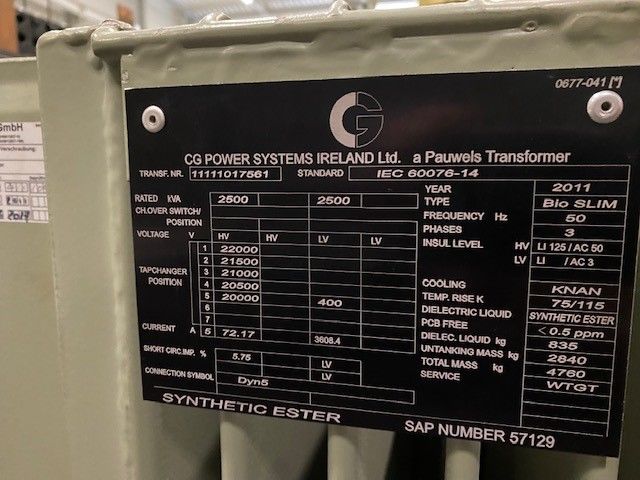 0677-041 [*]
CG
CG POWER SYSTEMS IRELAND Ltd. a Pauwels Transformer
TRANSF. NR. 11111017561 STANDARD IEC 60076-14
RATED kVA 2500 2500
CH.OVER SWITCH/ POSITION
VOLTAGE V HV HV LV LV
TAPCHANGER POSITION
1 22000
2 21500
3 21000
4 20500
5 20000 400
6
7
CURRENT A 5 72.17 3608.4
SHORT CIRC.IMP. % 5.75 LV
LV
CONNECTION SYMBOL Dyn5
YEAR 2011
TYPE Bio SLIM
FREQUENCY Hz 50
PHASES 3
INSUL LEVEL HV LI 125 / AC 50
LV LI / AC 3
COOLING KNAN
TEMP. RISE K 75/115
DIELECTRIC LIQUID SYNTHETIC ESTER
PCB FREE < 0.5 ppm
DIELEC. LIQUID kg 835
UNTANKING MASS kg 2840
TOTAL MASS kg 4760
SERVICE WTGT
SYNTHETIC ESTER
SAP NUMBER 57129
GmbH